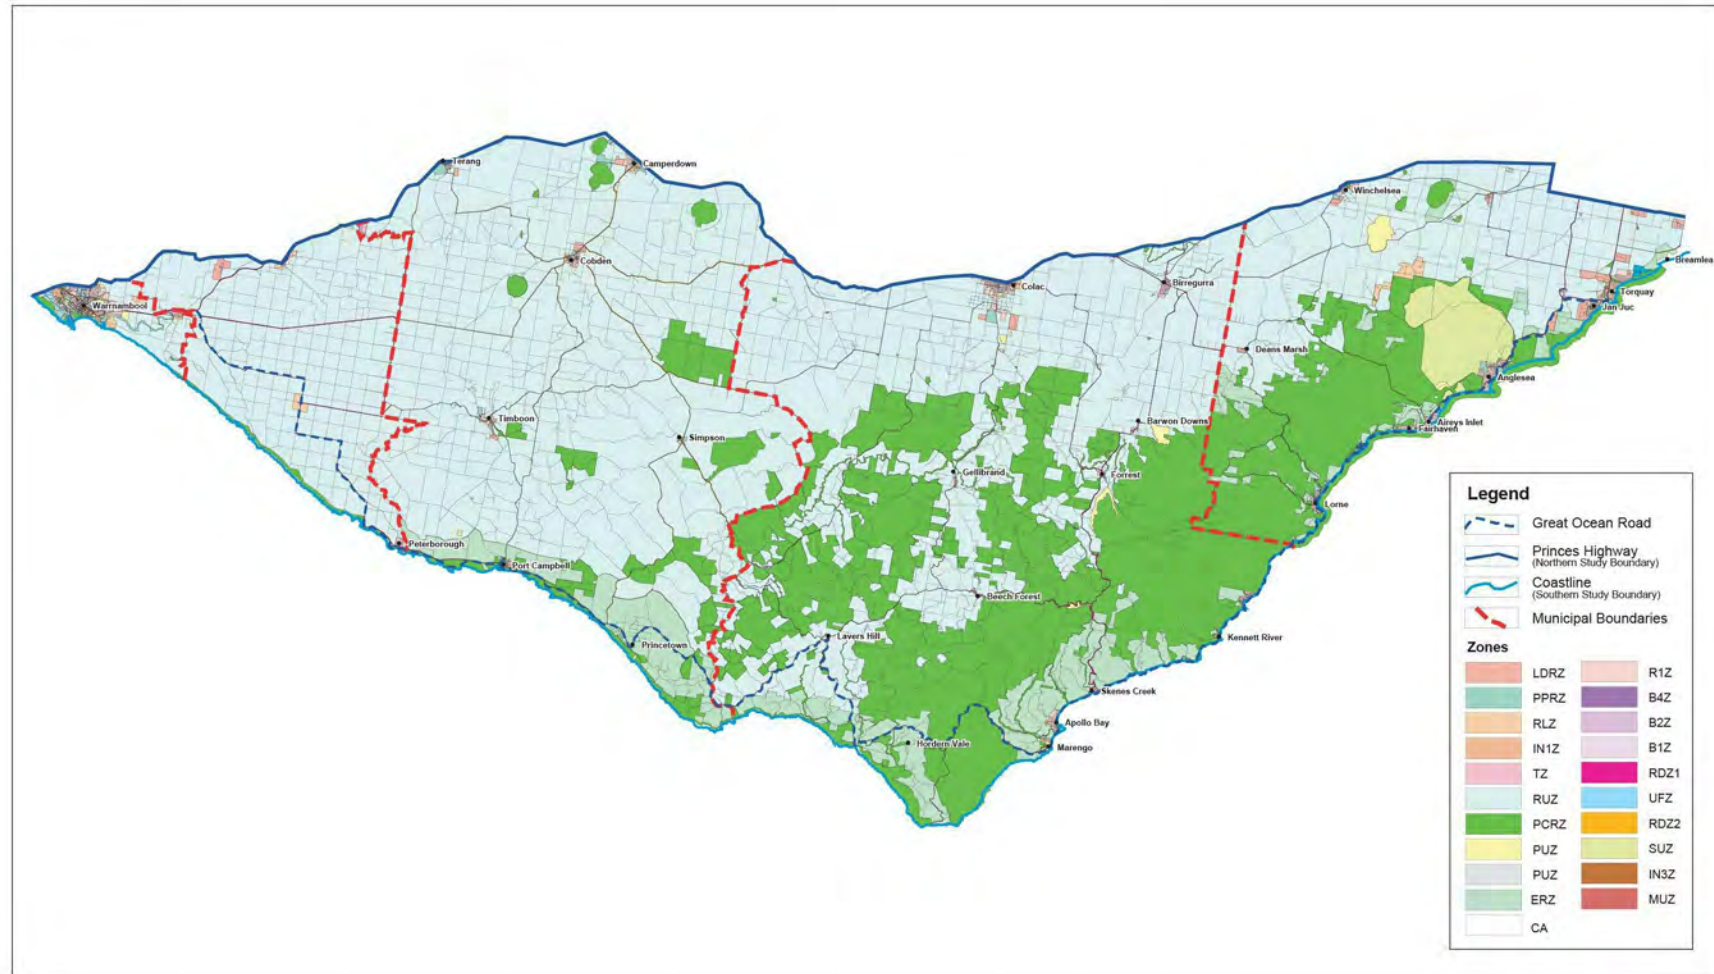 Terang
Camperdown
Winchelsea
Breamlea
Cobden
Colac
Birregurra
Torquay
Jan Juc
Warrnambool
Deans Marsh
Anglesea
Timboon
Simpson
Barwon Downs
Aireys Inlet
Fairhaven
Gellibrand
Forrest
Lorne
Peterborough
Port Campbell
Beech Forest
Princetown
Lavers Hill
Kennett River
Skenes Creek
Apollo Bay
Hordern Vale
Marengo
Legend
Great Ocean Road
Princes Highway
(Northern Study Boundary)
Coastline
(Southern Study Boundary)
Municipal Boundaries
Zones
LDRZ
PPRZ
RLZ
IN1Z
TZ
RUZ
PCRZ
PUZ
PUZ
ERZ
CA
R1Z
B4Z
B2Z
B1Z
RDZ1
UFZ
RDZ2
SUZ
IN3Z
MUZ